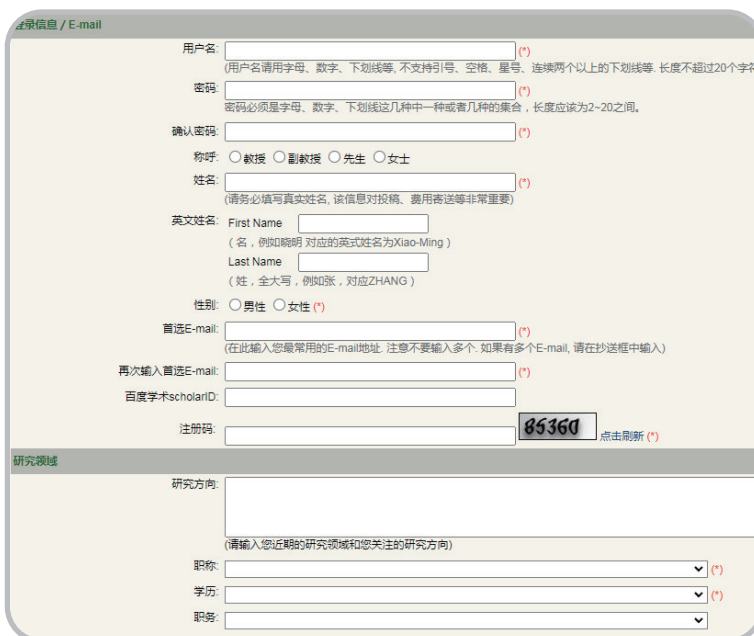 登录信息 / E-mail
用户名: (*)
(用户名请用字母、数字、下划线等, 不支持引号、空格、星号、连续两个以上的下划线等. 长度不超过20个字符
密码: (*)
密码必须是字母、数字、下划线这几种中一种或者几种的集合，长度应该为2~20之间。
确认密码: (*)
称呼: 教授 副教授 先生 女士
姓名: (*)
(请务必填写真实姓名, 该信息对投稿、费用寄送等非常重要)
英文姓名: First Name
（ 名，例如晓明 对应的英式姓名为Xiao-Ming ）
Last Name
（ 姓，全大写，例如张，对应ZHANG ）
性别: 男性 女性 (*)
首选E-mail: (*)
(在此输入您最常用的E-mail地址. 注意不要输入多个. 如果有多个E-mail, 请在抄送框中输入)
再次输入首选E-mail: (*)
百度学术scholarID:
注册码: 85360 点击刷新 (*)
研究领域
研究方向:
(请输入您近期的研究领域和您关注的研究方向)
职称: (*)
学历: (*)
职务: